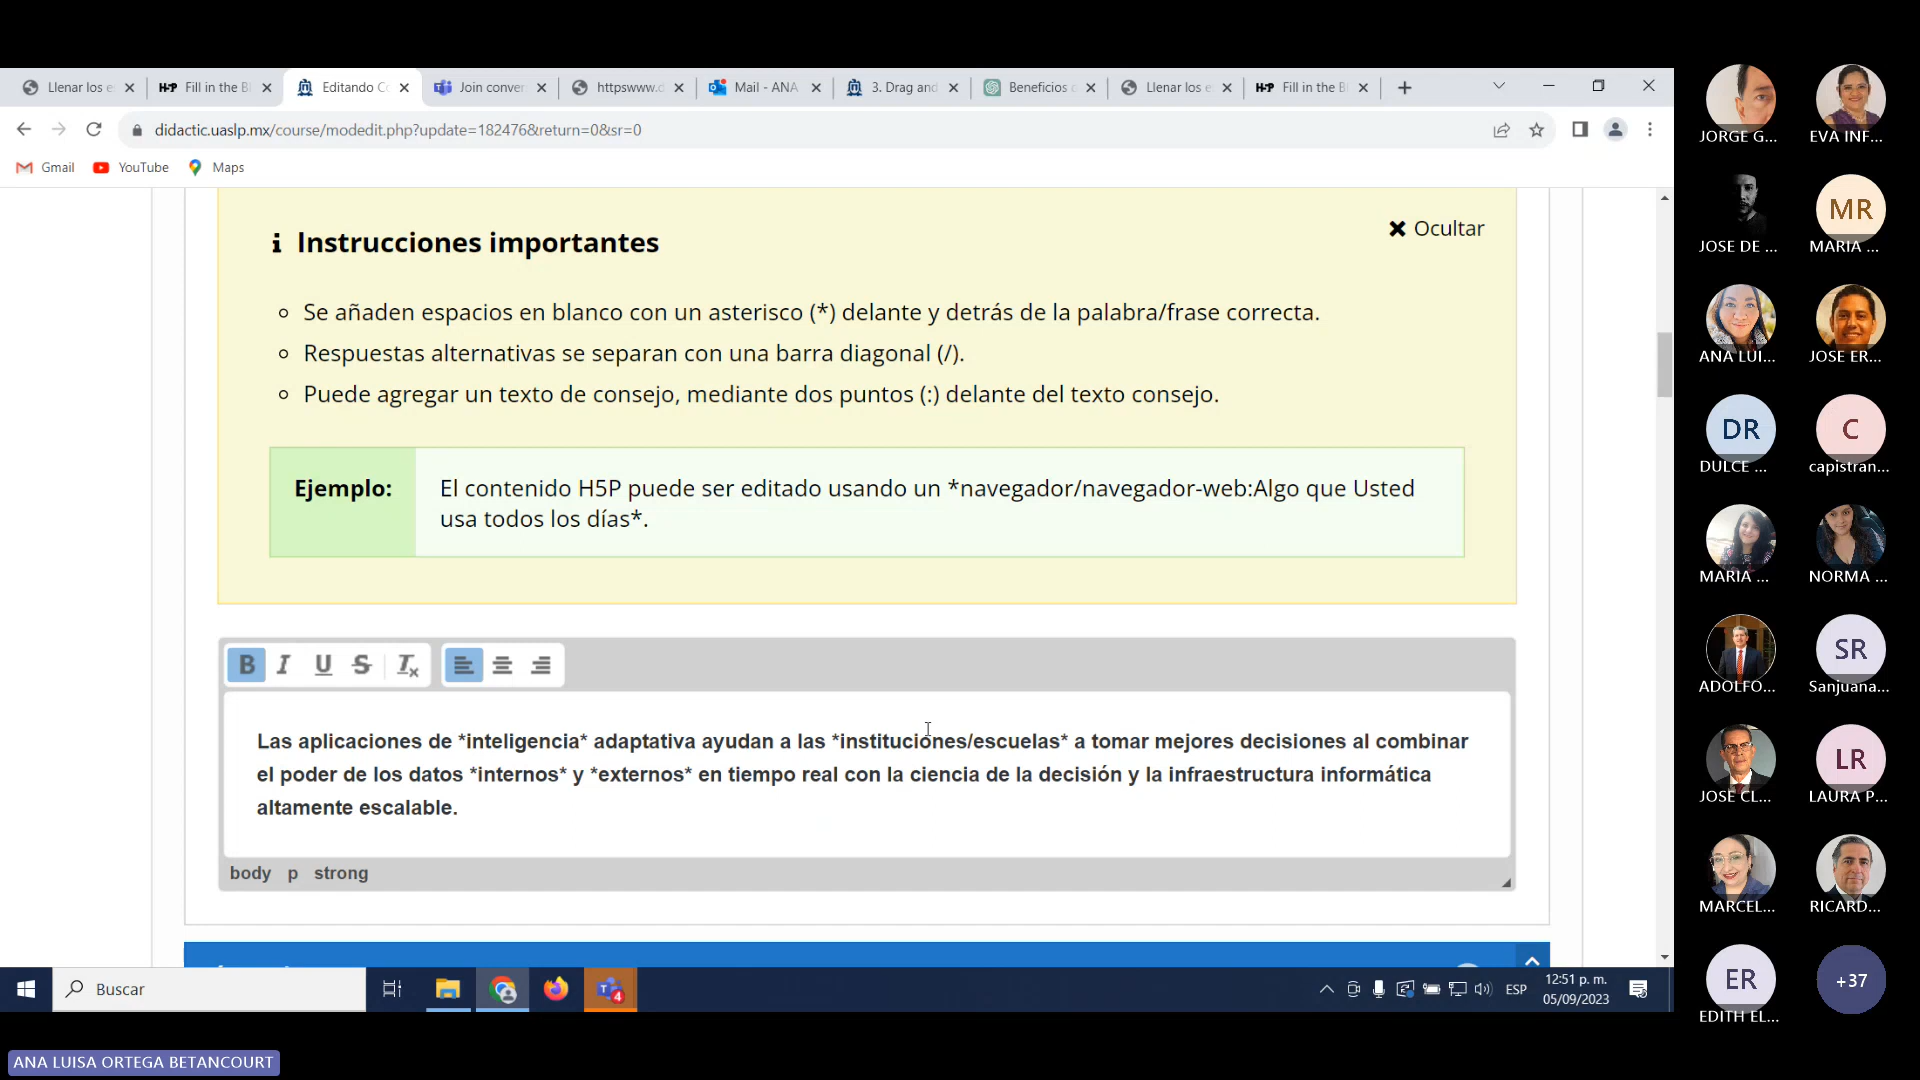 Llenar los e
H-P Fill in the B
Editando Co
Join conver
httpswww.d
Mail - ANA
3. Drag and
Beneficios d
Llenar los e
H-P Fill in the B
didactic.uaslp.mx/course/modedit.php?update=182476&return=0&sr=0
Gmail
YouTube
Maps
Ocultar
Instrucciones importantes
Se añaden espacios en blanco con un asterisco (*) delante y detrás de la palabra/frase correcta.
Respuestas alternativas se separan con una barra diagonal (/).
Puede agregar un texto de consejo, mediante dos puntos (:) delante del texto consejo.
Ejemplo:
El contenido H5P puede ser editado usando un *navegador/navegador-web:Algo que Usted
usa todos los días*.
B I U S Tx
Las aplicaciones de *inteligencia* adaptativa ayudan a las *instituciones/escuelas* a tomar mejores decisiones al combinar
el poder de los datos *internos* y *externos* en tiempo real con la ciencia de la decisión y la infraestructura informática
altamente escalable.
body p strong
Buscar
4
ESP
12:51 p. m.
05/09/2023
JORGE G...
EVA INF...
JOSE DE ...
MR
MARIA ...
ANA LUI...
JOSE ER...
DR
DULCE ...
C
capistran...
MARIA ...
NORMA ...
ADOLFO...
SR
Sanjuana...
JOSE CL...
LR
LAURA P...
MARCEL...
RICARD...
ER
EDITH EL...
+37
ANA LUISA ORTEGA BETANCOURT